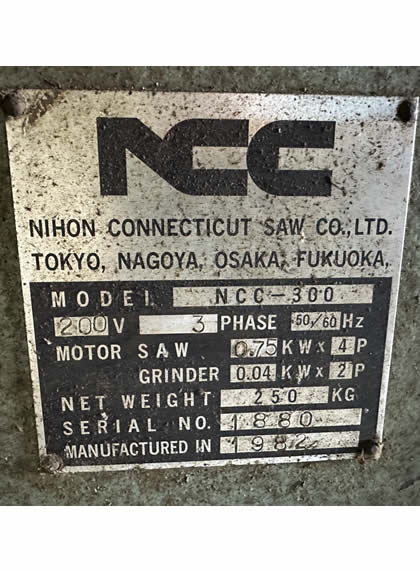 NCC
NIHON CONNECTICUT SAW CO.,LTD.
TOKYO, NAGOYA, OSAKA, FUKUOKA.
MODEL NCC-300
200 V 3 PHASE 50/60 Hz
MOTOR SAW 0.75 KW x 4 P
GRINDER 0.04 KW x 2 P
NET WEIGHT 250 KG
SERIAL NO. 1880
MANUFACTURED IN 1982